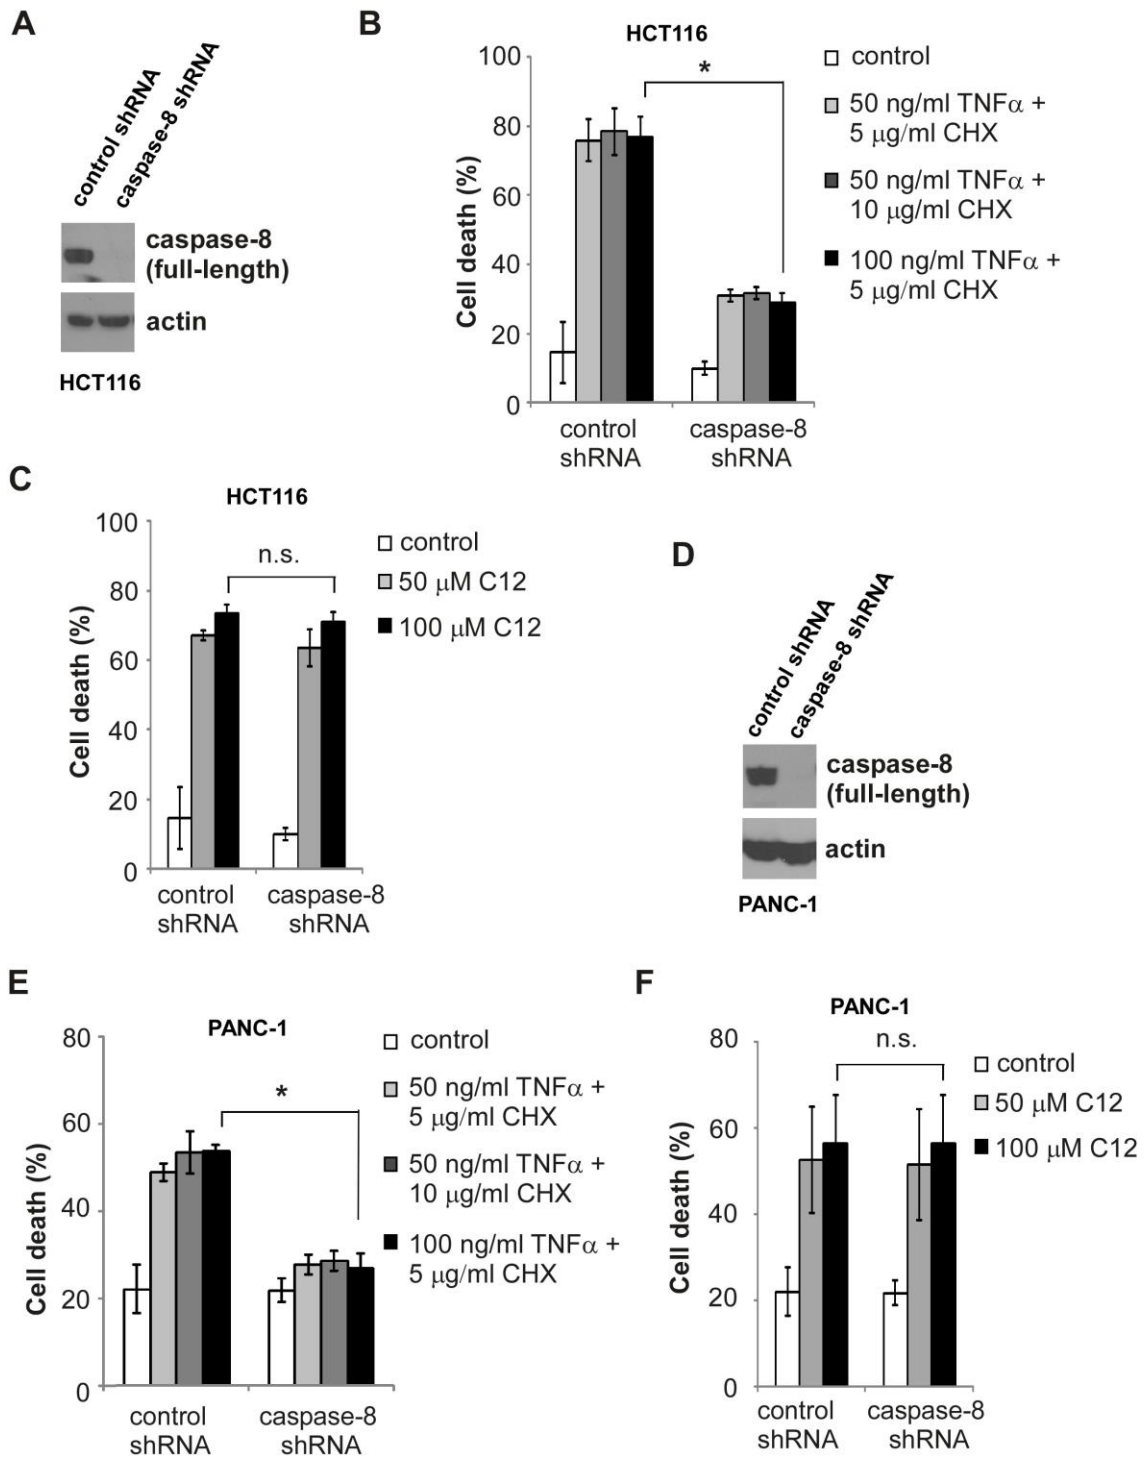 A
control shRNA
caspase-8 shRNA
caspase-8
(full-length)
actin
HCT116
B
HCT116
Cell death (%)
100
80
60
40
20
0
*
control
shRNA
caspase-8
shRNA
control
50 ng/ml TNFα +
5 μg/ml CHX
50 ng/ml TNFα +
10 μg/ml CHX
100 ng/ml TNFα +
5 μg/ml CHX
C
HCT116
Cell death (%)
100
80
60
40
20
0
n.s.
control
shRNA
caspase-8
shRNA
control
50 μM C12
100 μM C12
D
control shRNA
caspase-8 shRNA
caspase-8
(full-length)
actin
PANC-1
E
PANC-1
Cell death (%)
80
60
40
20
0
*
control
shRNA
caspase-8
shRNA
control
50 ng/ml TNFα +
5 μg/ml CHX
50 ng/ml TNFα +
10 μg/ml CHX
100 ng/ml TNFα +
5 μg/ml CHX
F
PANC-1
Cell death (%)
80
60
40
20
0
n.s.
control
shRNA
caspase-8
shRNA
control
50 μM C12
100 μM C12